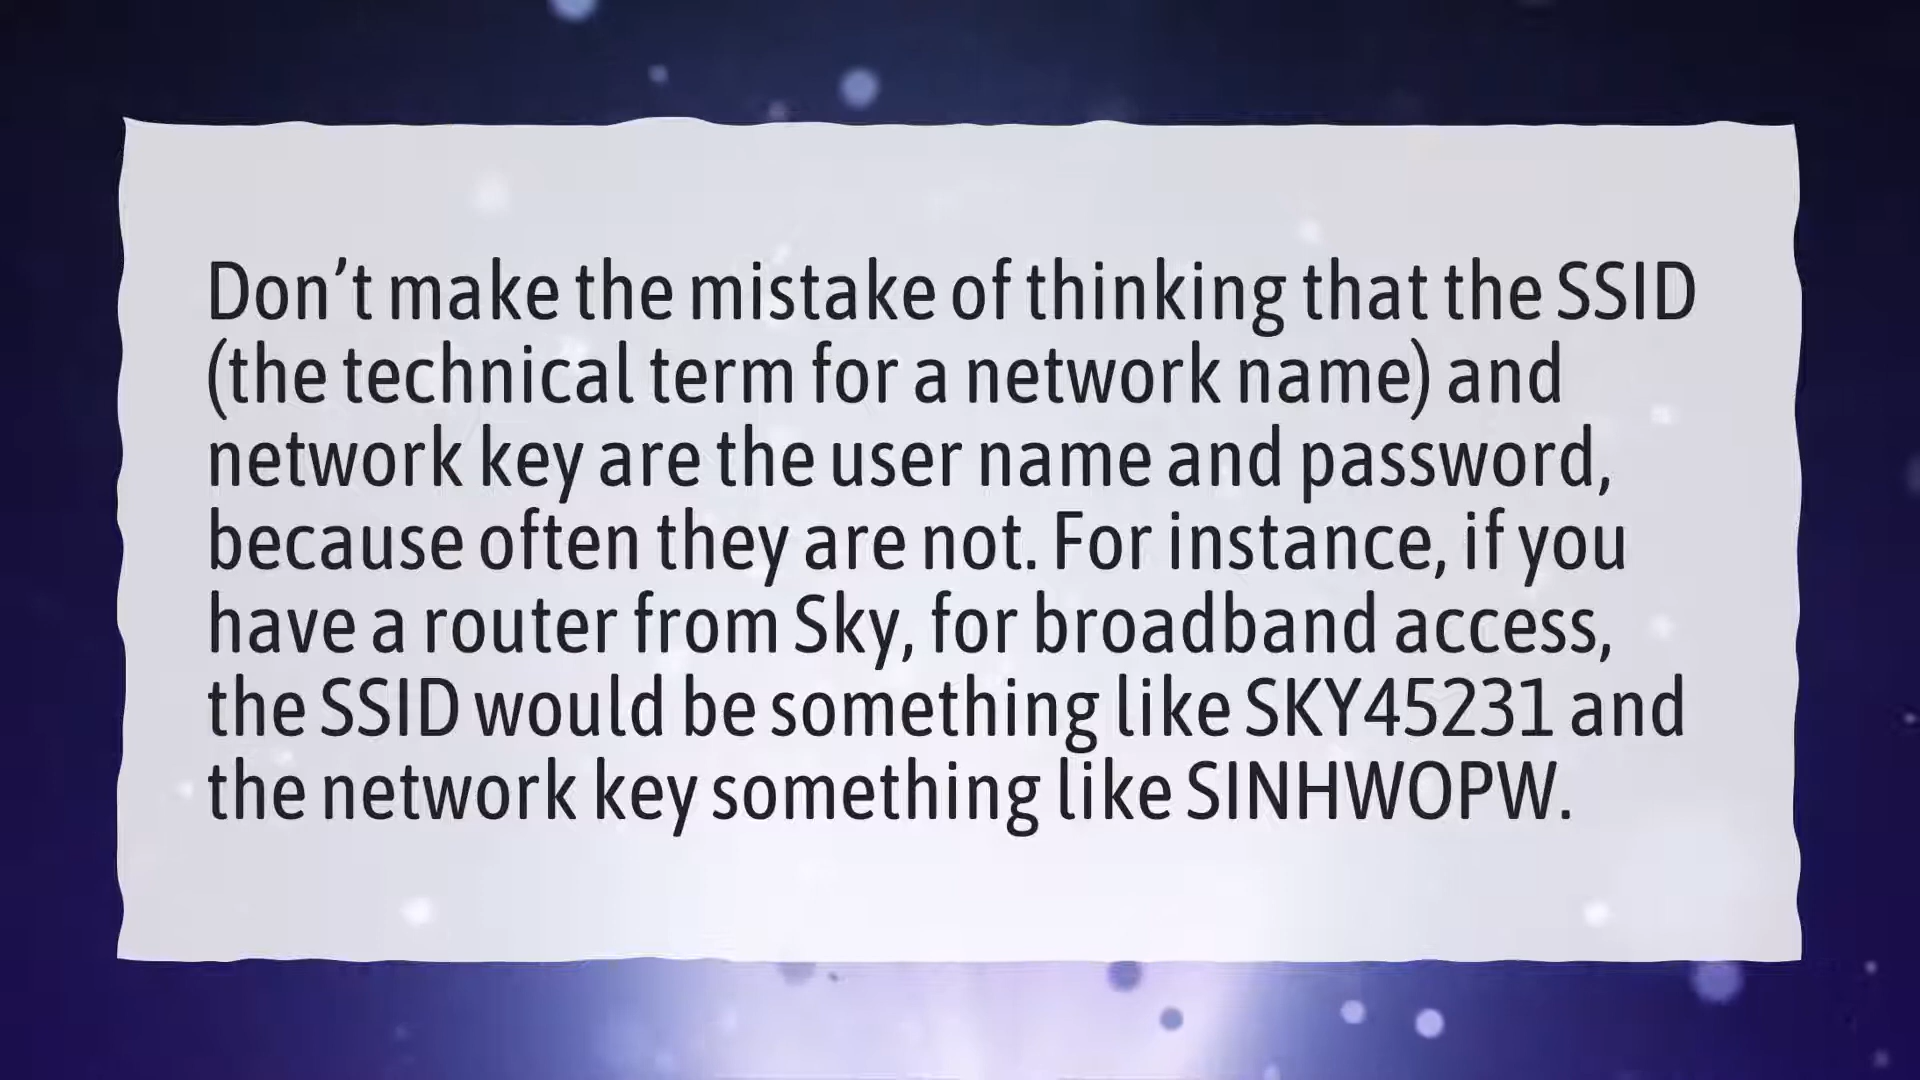 Don’t make the mistake of thinking that the SSID
(the technical term for a network name) and
network key are the user name and password,
because often they are not. For instance, if you
have a router from Sky, for broadband access,
the SSID would be something like SKY45231 and
the network key something like SINHWOPW.